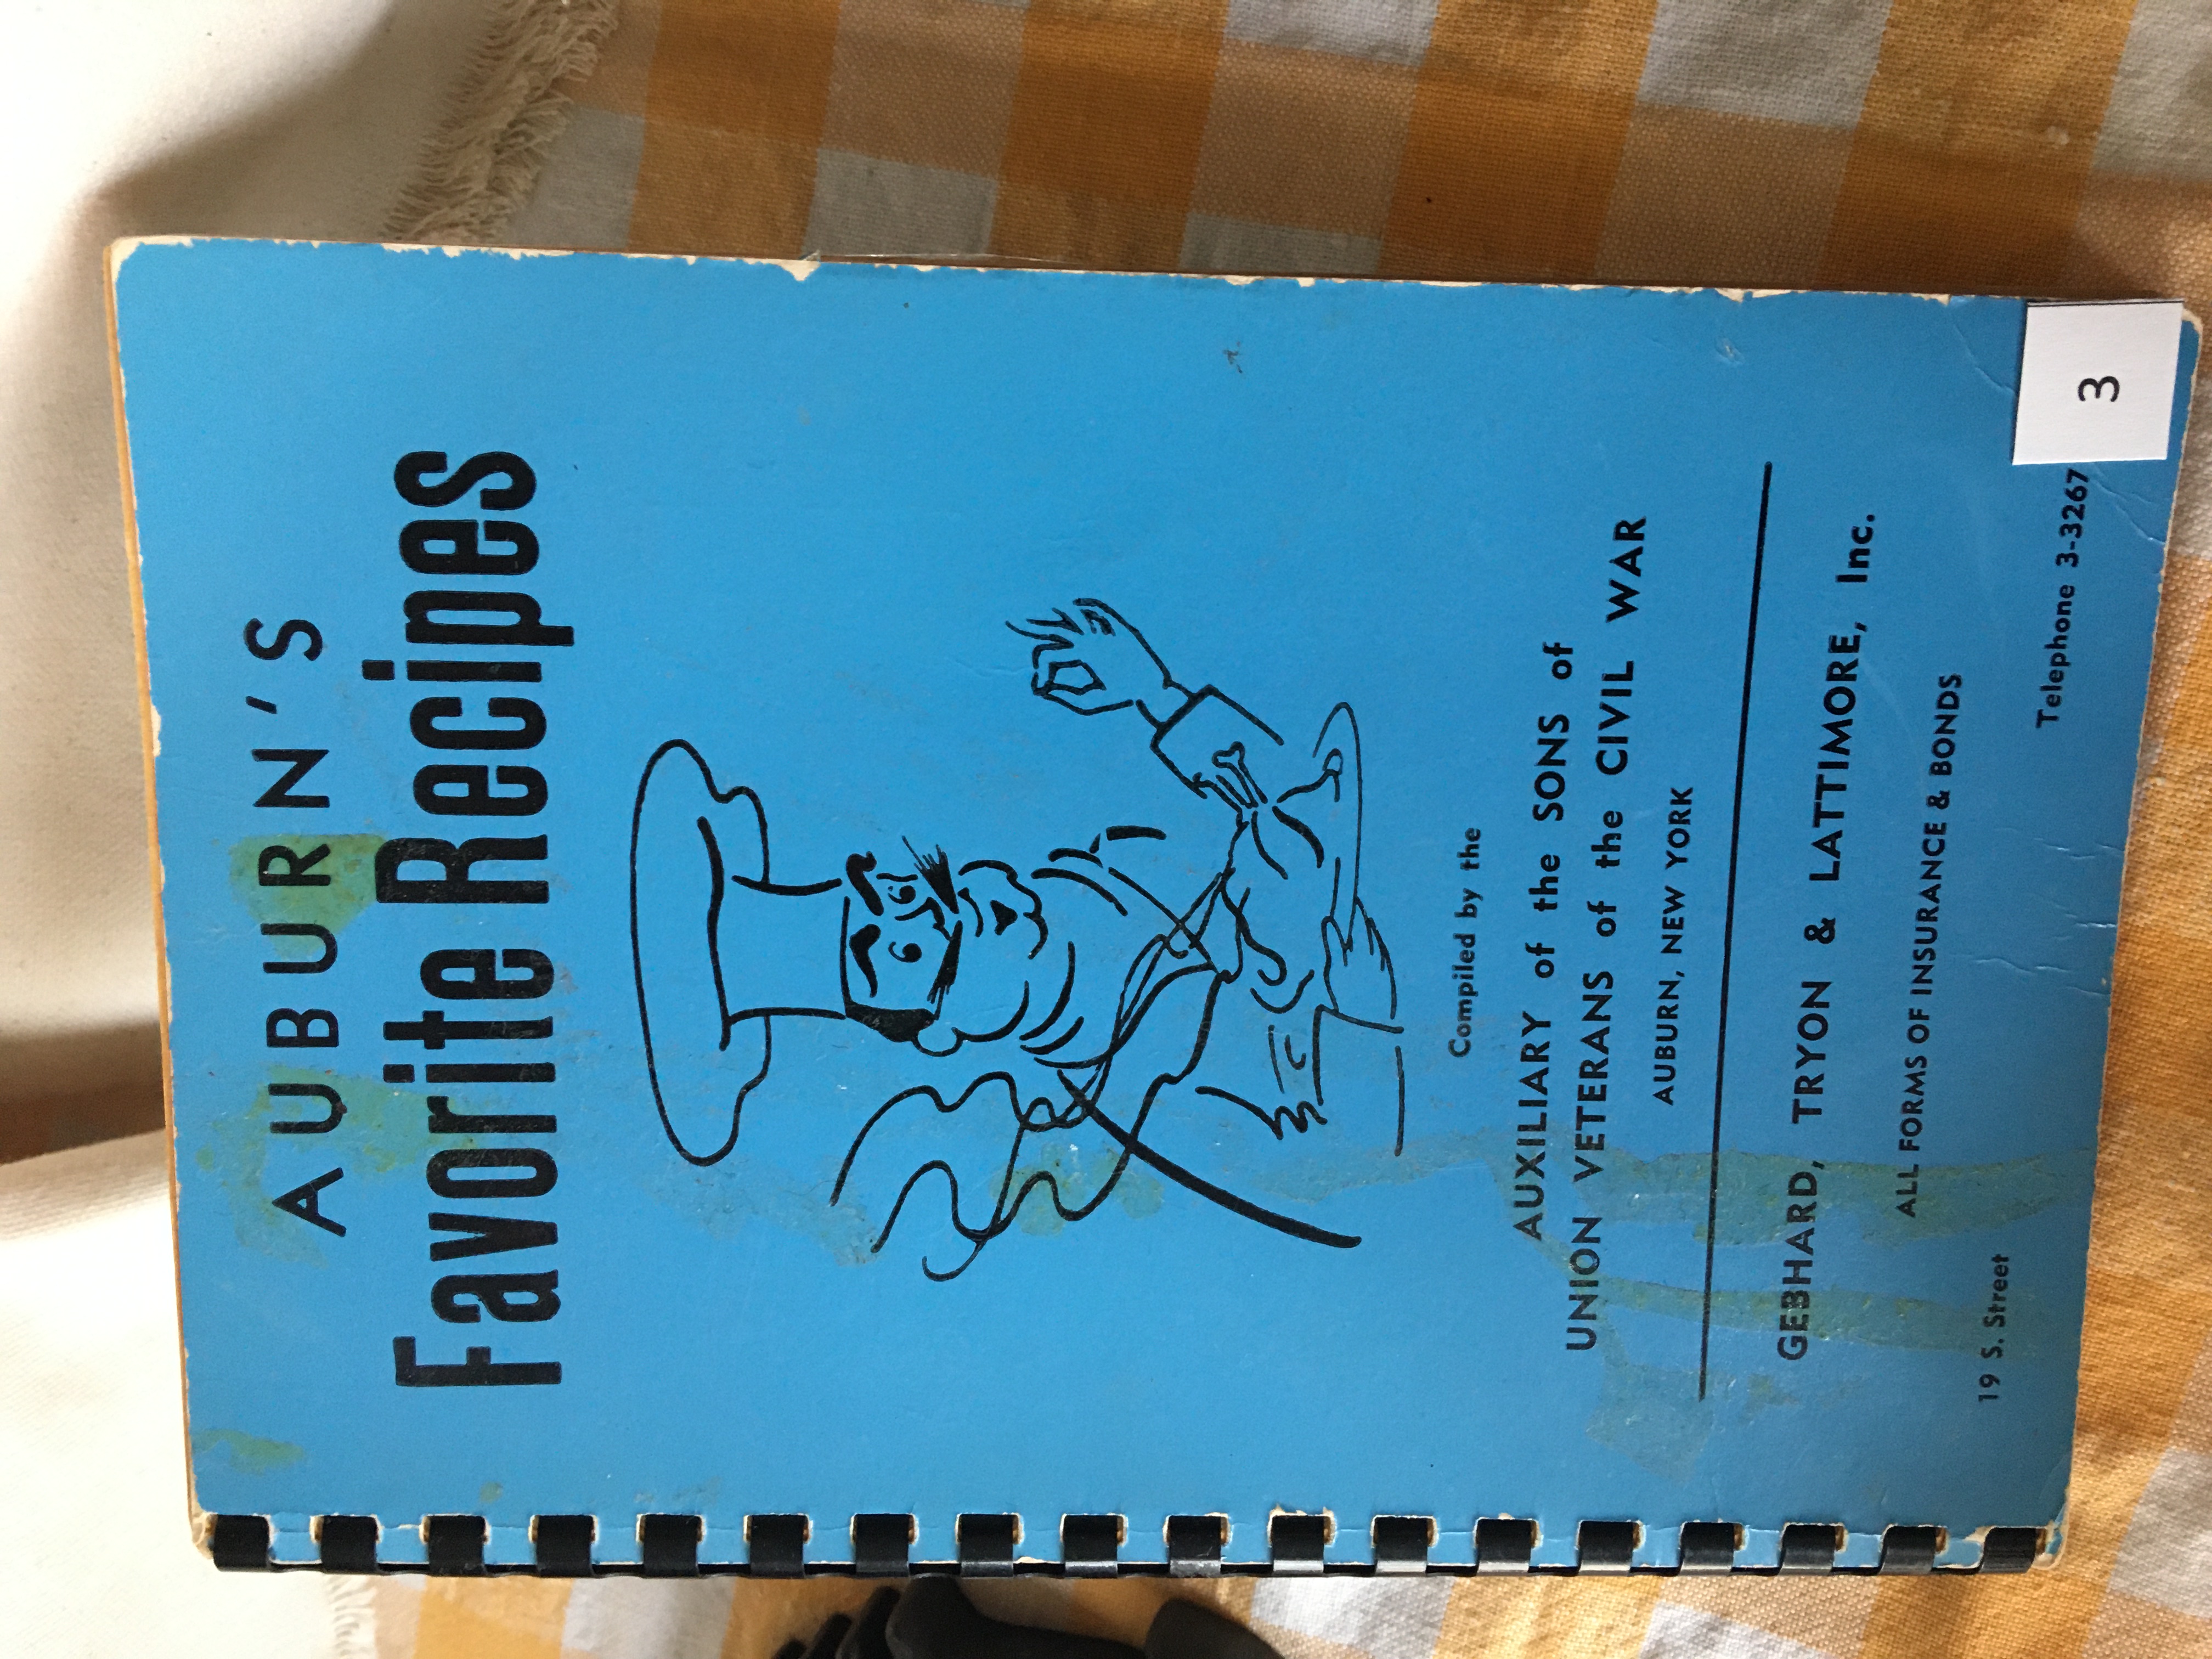 AUBURN'S
Favorite Recipes
Compiled by the
AUXILIARY of the SONS of
UNION VETERANS of the CIVIL WAR
AUBURN, NEW YORK
GEBHARD, TRYON & LATTIMORE, Inc.
ALL FORMS OF INSURANCE & BONDS
19 S. Street Telephone 3-3267
3